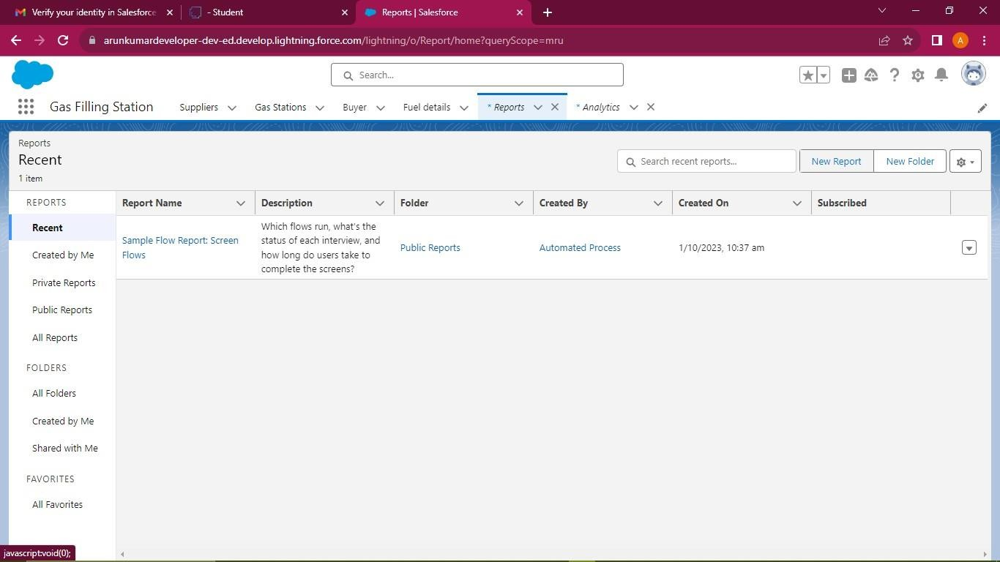 Verify your identity in Salesforce
- Student
Reports | Salesforce
arunkumardeveloper-dev-ed.develop.lightning.force.com/lightning/o/Report/home?queryScope=mru
A
Search...
Gas Filling Station
Suppliers
Gas Stations
Buyer
Fuel details
* Reports
* Analytics
Reports
Recent
1 item
Search recent reports...
New Report
New Folder
REPORTS
Recent
Created by Me
Private Reports
Public Reports
All Reports
FOLDERS
All Folders
Created by Me
Shared with Me
FAVORITES
All Favorites
Report Name
Description
Folder
Created By
Created On
Subscribed
Sample Flow Report: Screen
Flows
Which flows run, what's the
status of each interview, and
how long do users take to
complete the screens?
Public Reports
Automated Process
1/10/2023, 10:37 am
javascript:void(0);